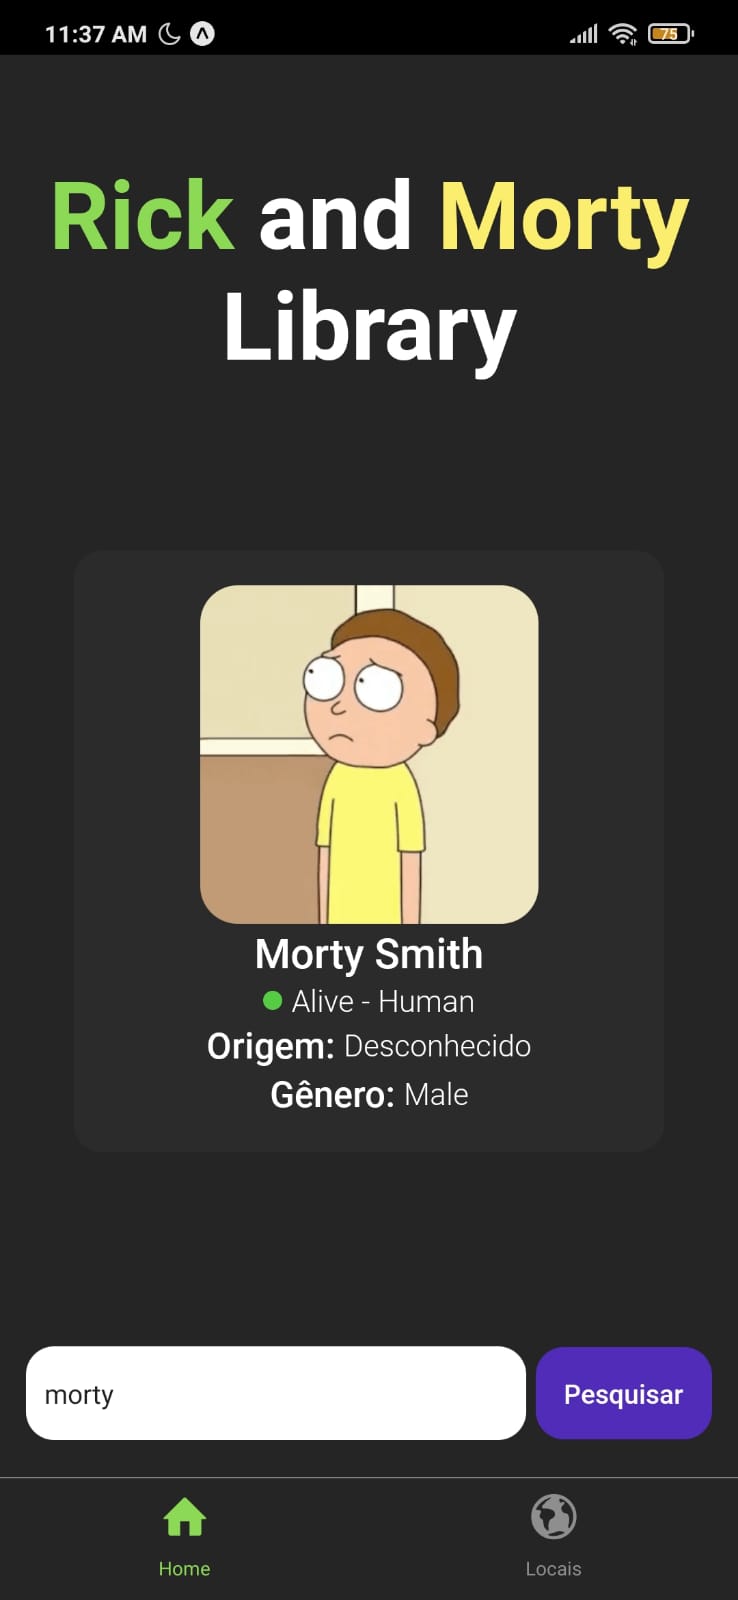 11:37 AM
75
Rick and Morty
Library
Morty Smith
Alive - Human
Origem: Desconhecido
Gênero: Male
morty
Pesquisar
Home
Locais